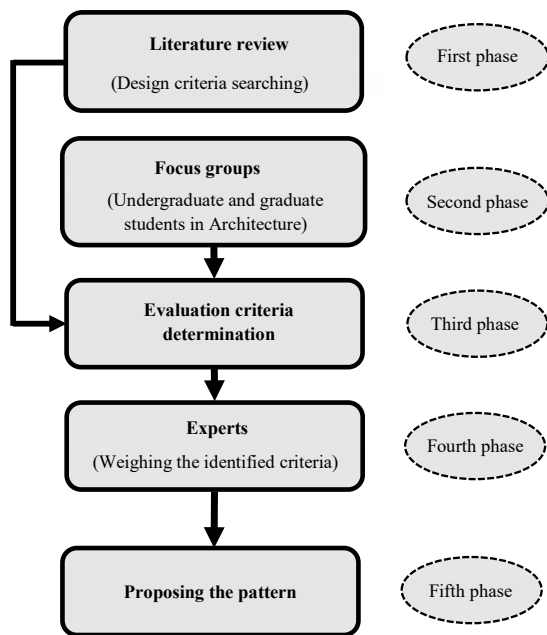 Literature review
(Design criteria searching)
First phase
Focus groups
(Undergraduate and graduate
students in Architecture)
Second phase
Evaluation criteria
determination
Third phase
Experts
(Weighing the identified criteria)
Fourth phase
Proposing the pattern
Fifth phase